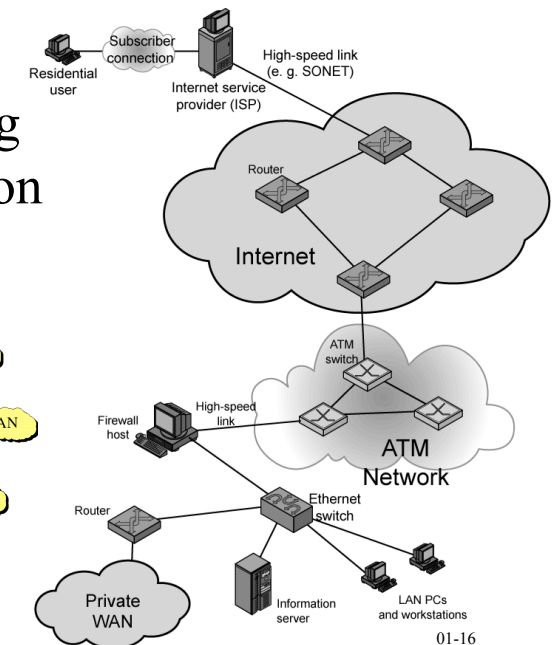 Subscriber
connection
Residential
user
Internet service
provider (ISP)
High-speed link
(e. g. SONET)
Router
Internet
ATM
switch
High-speed
link
Firewall
host
ATM
Network
Ethernet
switch
Router
Private
WAN
Information
server
LAN PCs
and workstations
01-16